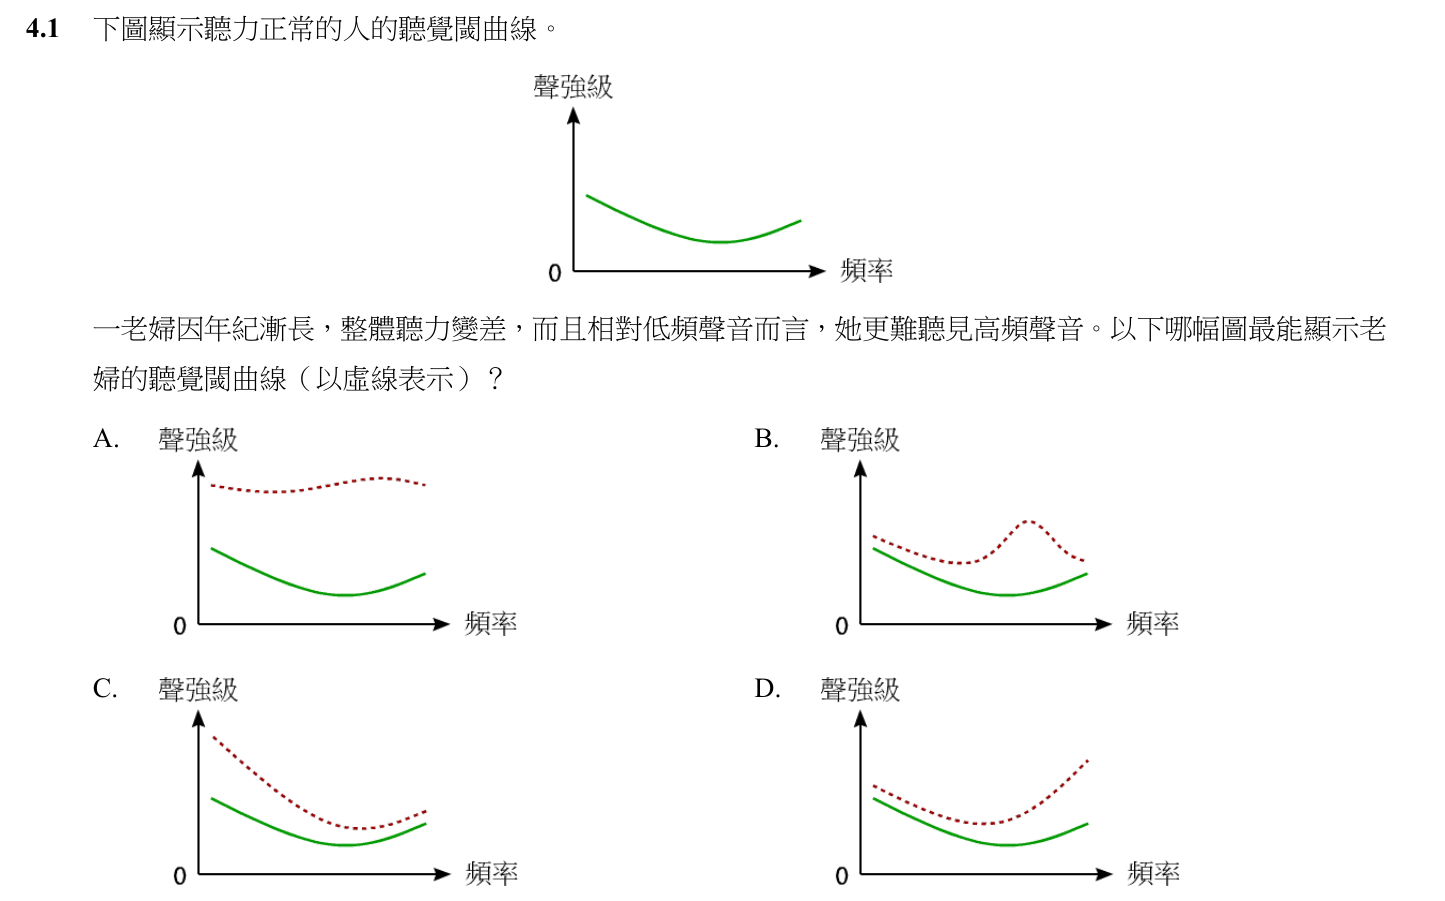 4.1 下圖顯示聽力正常的人的聽覺閾曲線。
聲強級
0
頻率
一老婦因年紀漸長，整體聽力變差，而且相對低頻聲音而言，她更難聽見高頻聲音。以下哪幅圖最能顯示老
婦的聽覺閾曲線（以虛線表示）？
A. 聲強級
0
頻率
B. 聲強級
0
頻率
C. 聲強級
0
頻率
D. 聲強級
0
頻率